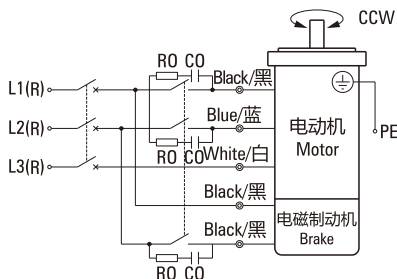 CCW
RO CO
L1(R)
Black/黑
L2(R)
Blue/蓝
电动机
Motor
PE
RO CO
White/白
L3(R)
Black/黑
电磁制动机
Brake
Black/黑
RO CO